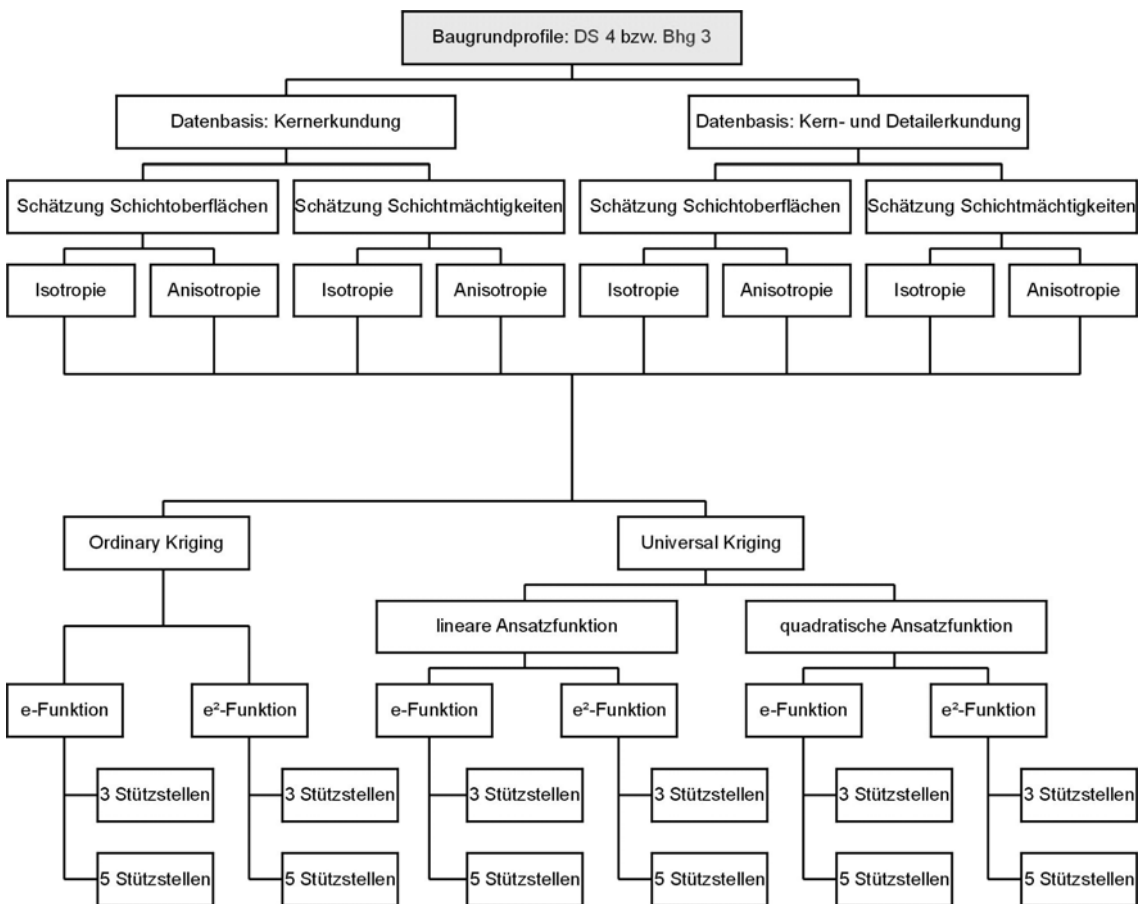 Baugrundprofile: DS 4 bzw. Bhg 3
Datenbasis: Kernerkundung
Datenbasis: Kern- und Detailerkundung
Schätzung Schichtoberflächen
Schätzung Schichtmächtigkeiten
Schätzung Schichtoberflächen
Schätzung Schichtmächtigkeiten
Isotropie
Anisotropie
Isotropie
Anisotropie
Isotropie
Anisotropie
Isotropie
Anisotropie
Ordinary Kriging
Universal Kriging
lineare Ansatzfunktion
quadratische Ansatzfunktion
e-Funktion
e²-Funktion
e-Funktion
e²-Funktion
e-Funktion
e²-Funktion
3 Stützstellen
3 Stützstellen
3 Stützstellen
3 Stützstellen
3 Stützstellen
3 Stützstellen
5 Stützstellen
5 Stützstellen
5 Stützstellen
5 Stützstellen
5 Stützstellen
5 Stützstellen